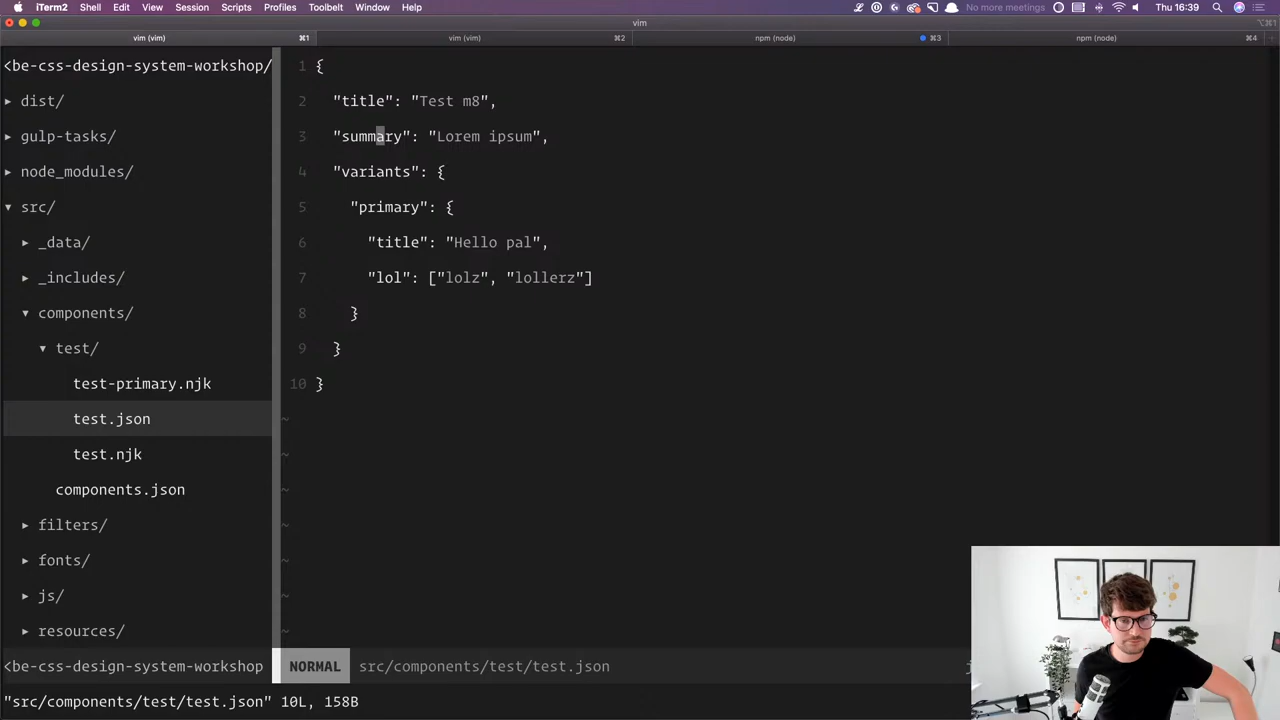 iTerm2 Shell Edit View Session Scripts Profiles Toolbelt Window Help No more meetings Thu 16:39
vim ⌥⌘1
vim (vim) ⌘1 vim (vim) ⌘2 npm (node) ⌘3 npm (node) ⌘4
<be-css-design-system-workshop/ 1 {
▸ dist/ 2 "title": "Test m8",
▸ gulp-tasks/ 3 "summary": "Lorem ipsum",
▸ node_modules/ 4 "variants": {
▾ src/ 5 "primary": {
▸ _data/ 6 "title": "Hello pal",
▸ _includes/ 7 "lol": ["lolz", "lollerz"]
▾ components/ 8 }
▾ test/ 9 }
test-primary.njk 10 }
test.json ~
test.njk ~
components.json ~
▸ filters/ ~
▸ fonts/ ~
▸ js/ ~
▸ resources/ ~
<be-css-design-system-workshop NORMAL src/components/test/test.json j
"src/components/test/test.json" 10L, 158B